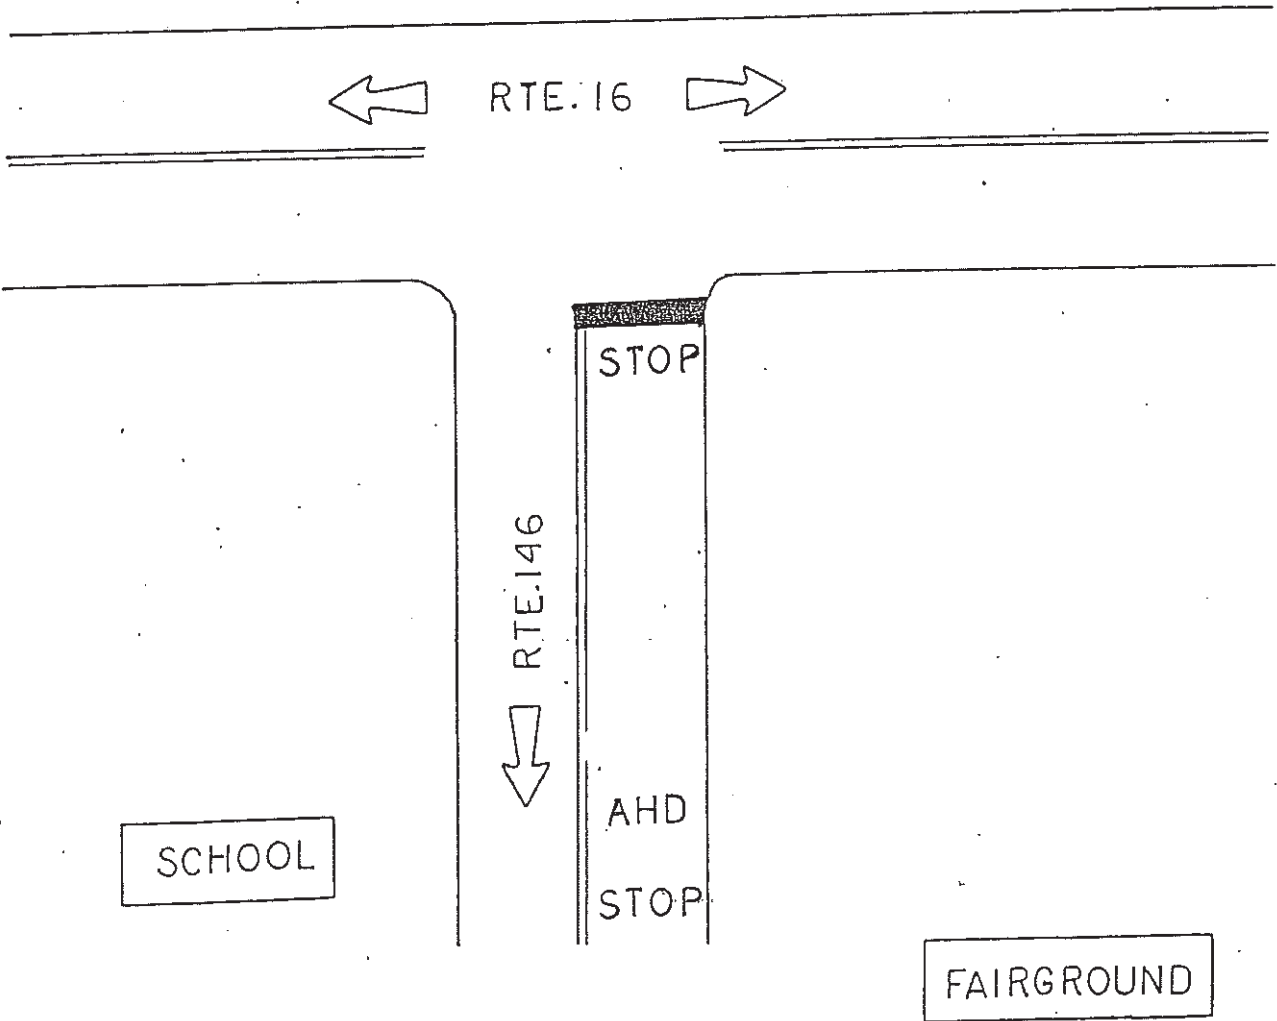 RTE. 16
STOP
RTE. 146
AHD
STOP
SCHOOL
FAIRGROUND